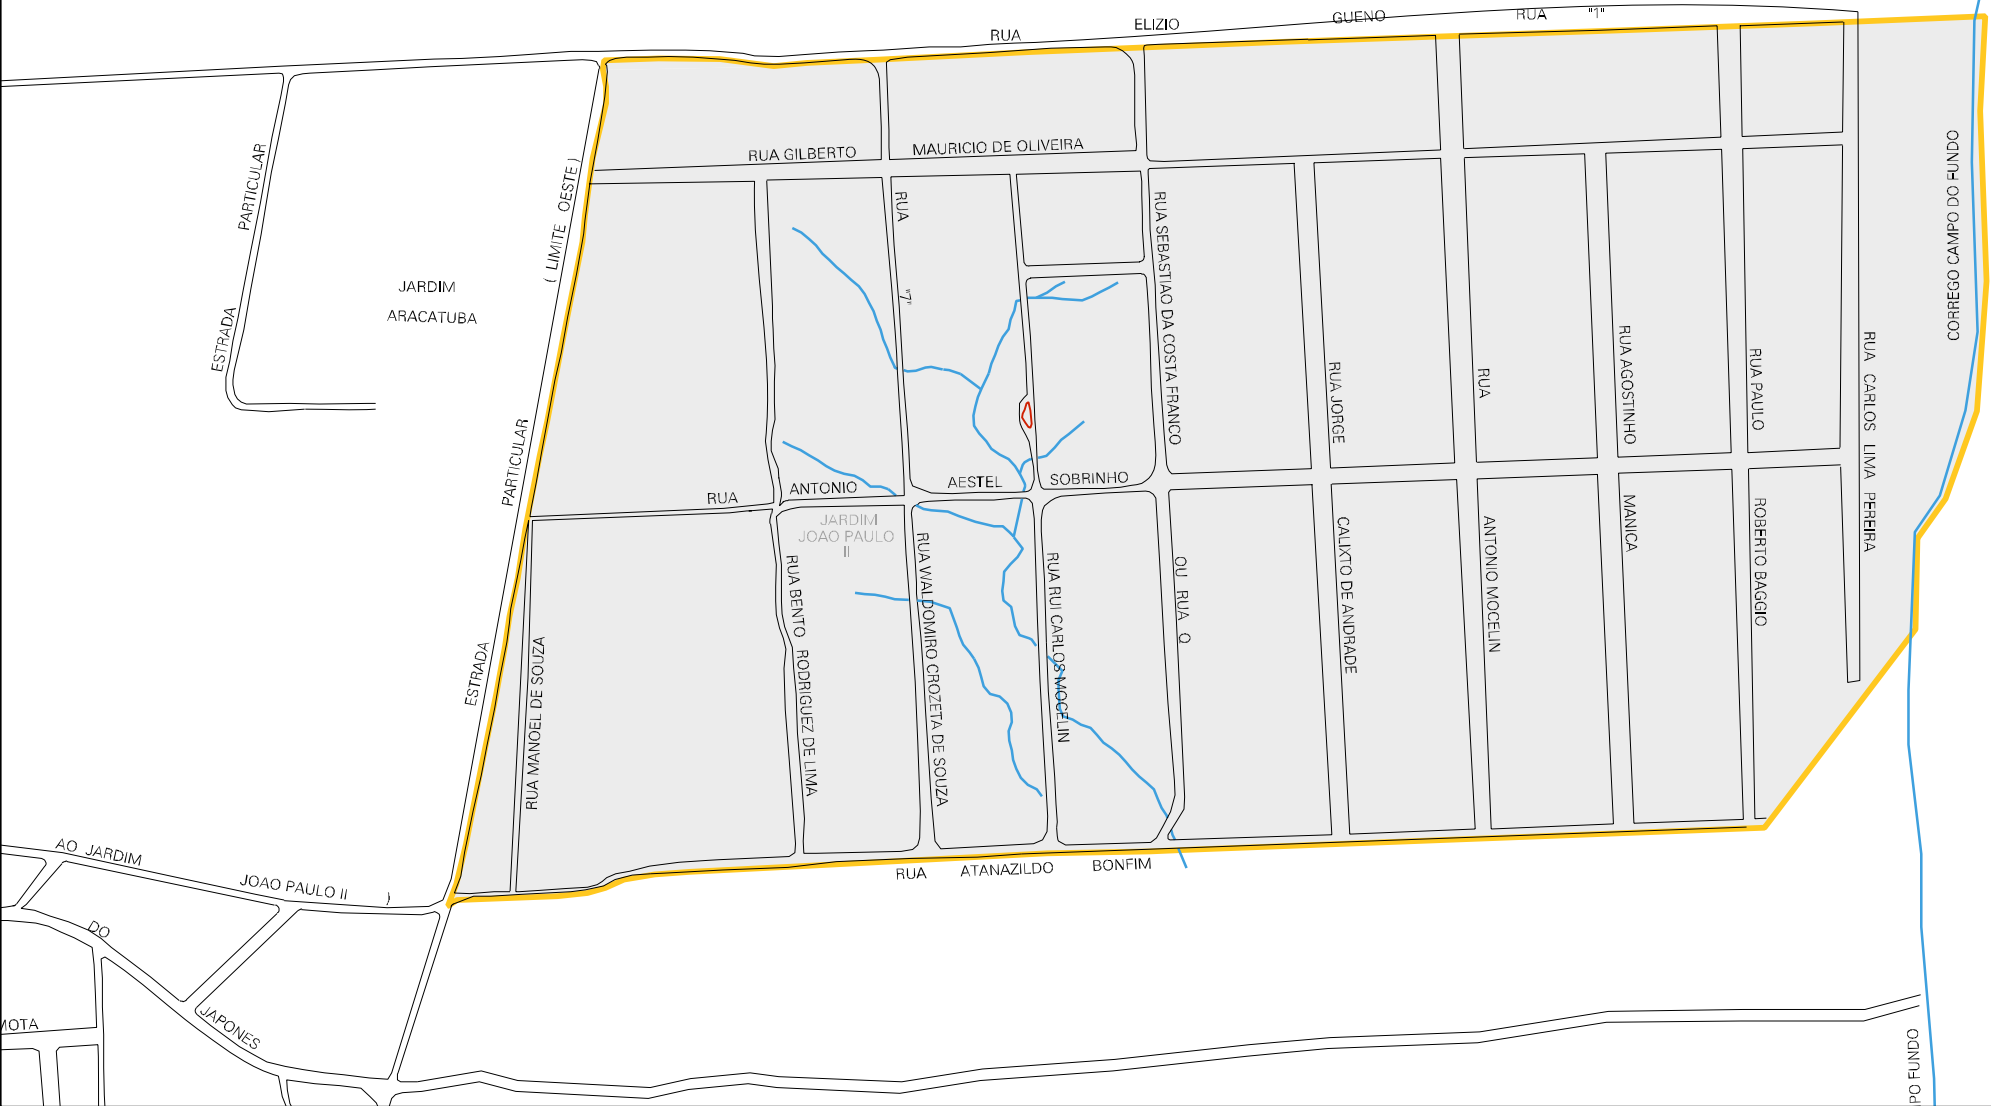 RUA ELIZIO GUENO RUA "1"
RUA GILBERTO MAURICIO DE OLIVEIRA
ESTRADA PARTICULAR
JARDIM
ARACATUBA
ESTRADA PARTICULAR ( LIMITE OESTE )
AO JARDIM JOAO PAULO II )
RUA "7"
RUA SEBASTIAO DA COSTA FRANCO
OU RUA Q
RUA JORGE CALIXTO DE ANDRADE
RUA ANTONIO MOCELIN
RUA AGOSTINHO MANICA
RUA PAULO ROBERTO BAGGIO
RUA CARLOS LIMA PEREIRA
CORREGO CAMPO DO FUNDO
RUA ANTONIO AESTEL SOBRINHO
JARDIM
JOAO PAULO
II
RUA MANOEL DE SOUZA
RUA BENTO RODRIGUEZ DE LIMA
RUA WALDOMIRO CROZETA DE SOUZA
RUA RUI CARLOS MOCELIN
RUA ATANAZILDO BONFIM
DO JAPONES
MOTA
PO FUNDO